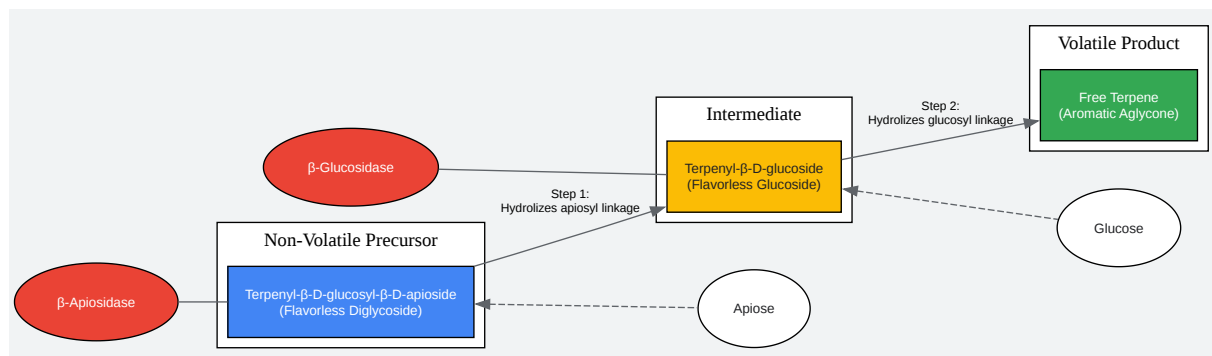 Volatile Product
Free Terpene
(Aromatic Aglycone)
Step 2:
Hydrolizes glucosyl linkage
Intermediate
Terpenyl-β-D-glucoside
(Flavorless Glucoside)
β-Glucosidase
Step 1:
Hydrolizes apiosyl linkage
Glucose
Non-Volatile Precursor
Terpenyl-β-D-glucosyl-β-D-apioside
(Flavorless Diglycoside)
β-Apiosidase
Apiose